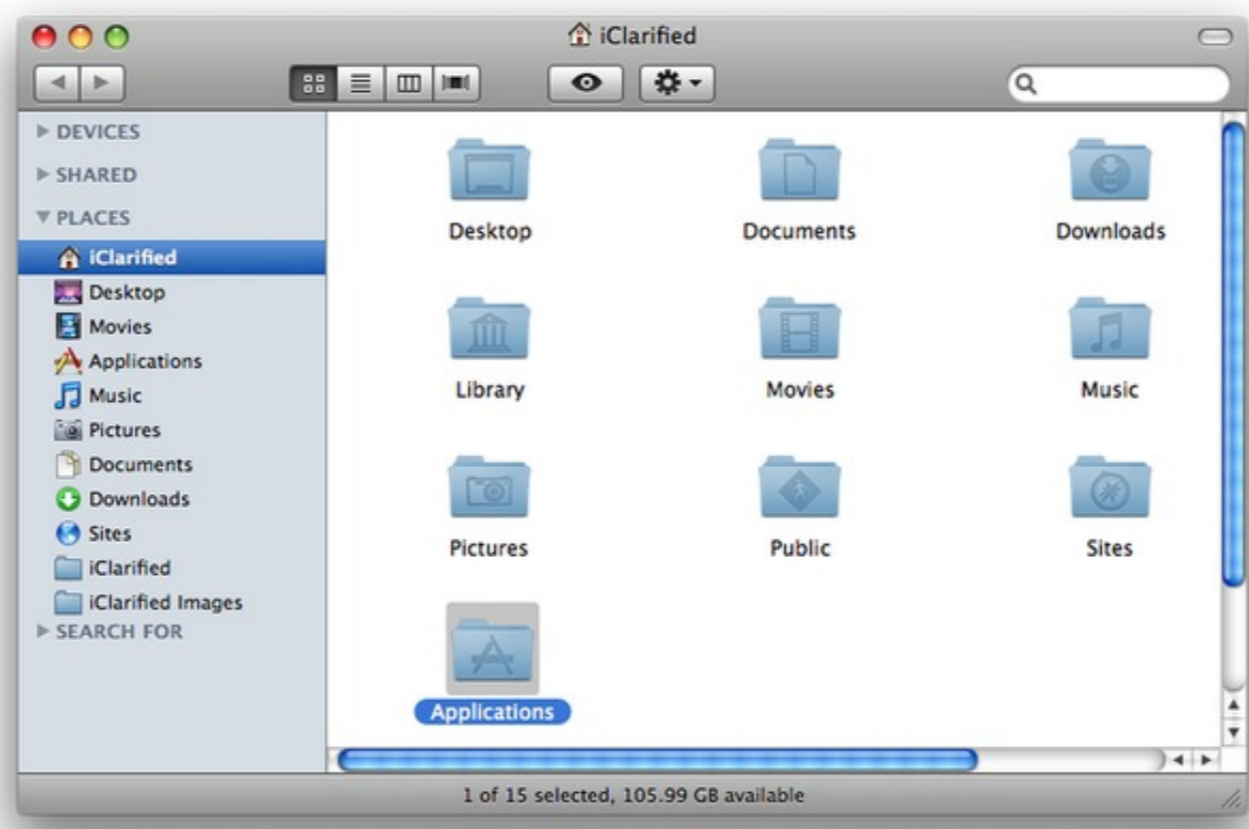 iClarified
DEVICES
SHARED
PLACES
iClarified
Desktop
Movies
Applications
Music
Pictures
Documents
Downloads
Sites
iClarified
iClarified Images
SEARCH FOR
Desktop Documents Downloads
Library Movies Music
Pictures Public Sites
Applications
1 of 15 selected, 105.99 GB available